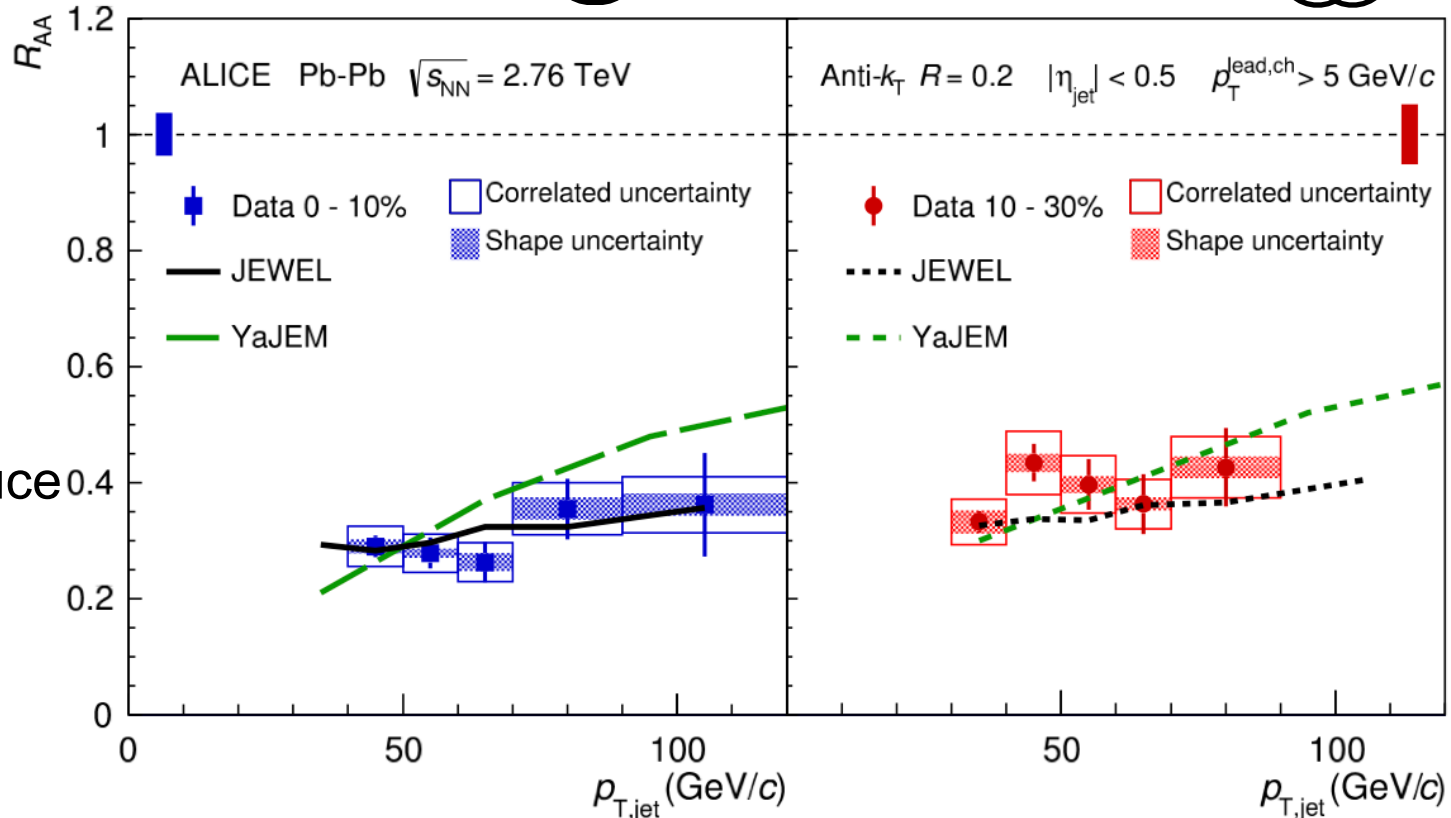 R_AA
1.2
1
0.8
0.6
0.4
0.2
0
ALICE Pb-Pb √s_NN = 2.76 TeV
Data 0 - 10%
Correlated uncertainty
Shape uncertainty
JEWEL
YaJEM
0 50 100
p_T,jet (GeV/c)
Anti-k_T R = 0.2 |η_jet| < 0.5 p_T^lead,ch > 5 GeV/c
Data 10 - 30%
Correlated uncertainty
Shape uncertainty
JEWEL
YaJEM
50 100
p_T,jet (GeV/c)